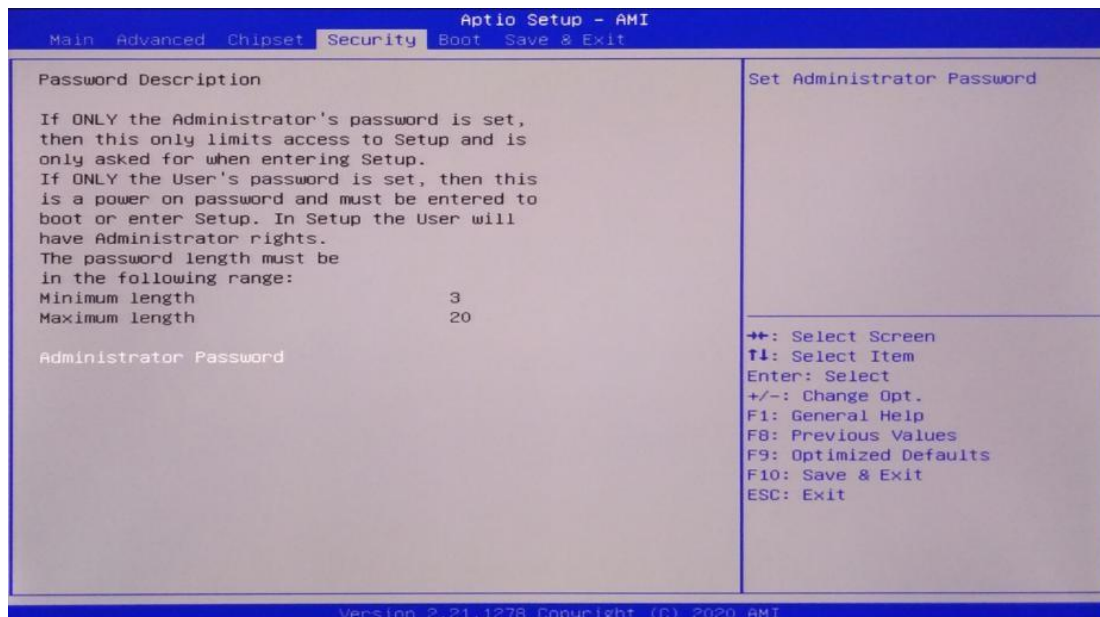 Aptio Setup - AMI
Main Advanced Chipset Security Boot Save & Exit
Password Description
If ONLY the Administrator's password is set,
then this only limits access to Setup and is
only asked for when entering Setup.
If ONLY the User's password is set, then this
is a power on password and must be entered to
boot or enter Setup. In Setup the User will
have Administrator rights.
The password length must be
in the following range:
Minimum length 3
Maximum length 20
Administrator Password
Set Administrator Password
→←: Select Screen
↑↓: Select Item
Enter: Select
+/-: Change Opt.
F1: General Help
F8: Previous Values
F9: Optimized Defaults
F10: Save & Exit
ESC: Exit
Version 2.21.1278 Copyright (C) 2020 AMI